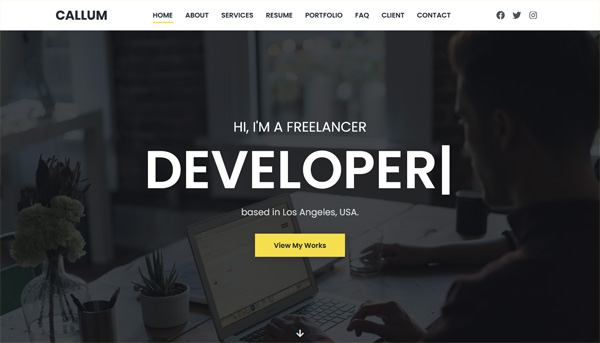 CALLUM
HOME ABOUT SERVICES RESUME PORTFOLIO FAQ CLIENT CONTACT
HI, I'M A FREELANCER
DEVELOPER|
based in Los Angeles, USA.
View My Works